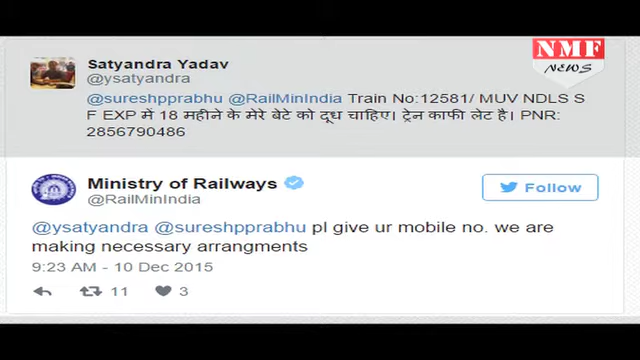 NMF
NEWS
Satyandra Yadav
@ysatyandra
@sureshpprabhu @RailMinIndia Train No:12581/ MUV NDLS S
F EXP में 18 महीने के मेरे बेटे को दूध चाहिए। ट्रेन काफी लेट है। PNR:
2856790486
Ministry of Railways
@RailMinIndia
Follow
@ysatyandra @sureshpprabhu pl give ur mobile no. we are
making necessary arrangments
9:23 AM - 10 Dec 2015
11 3